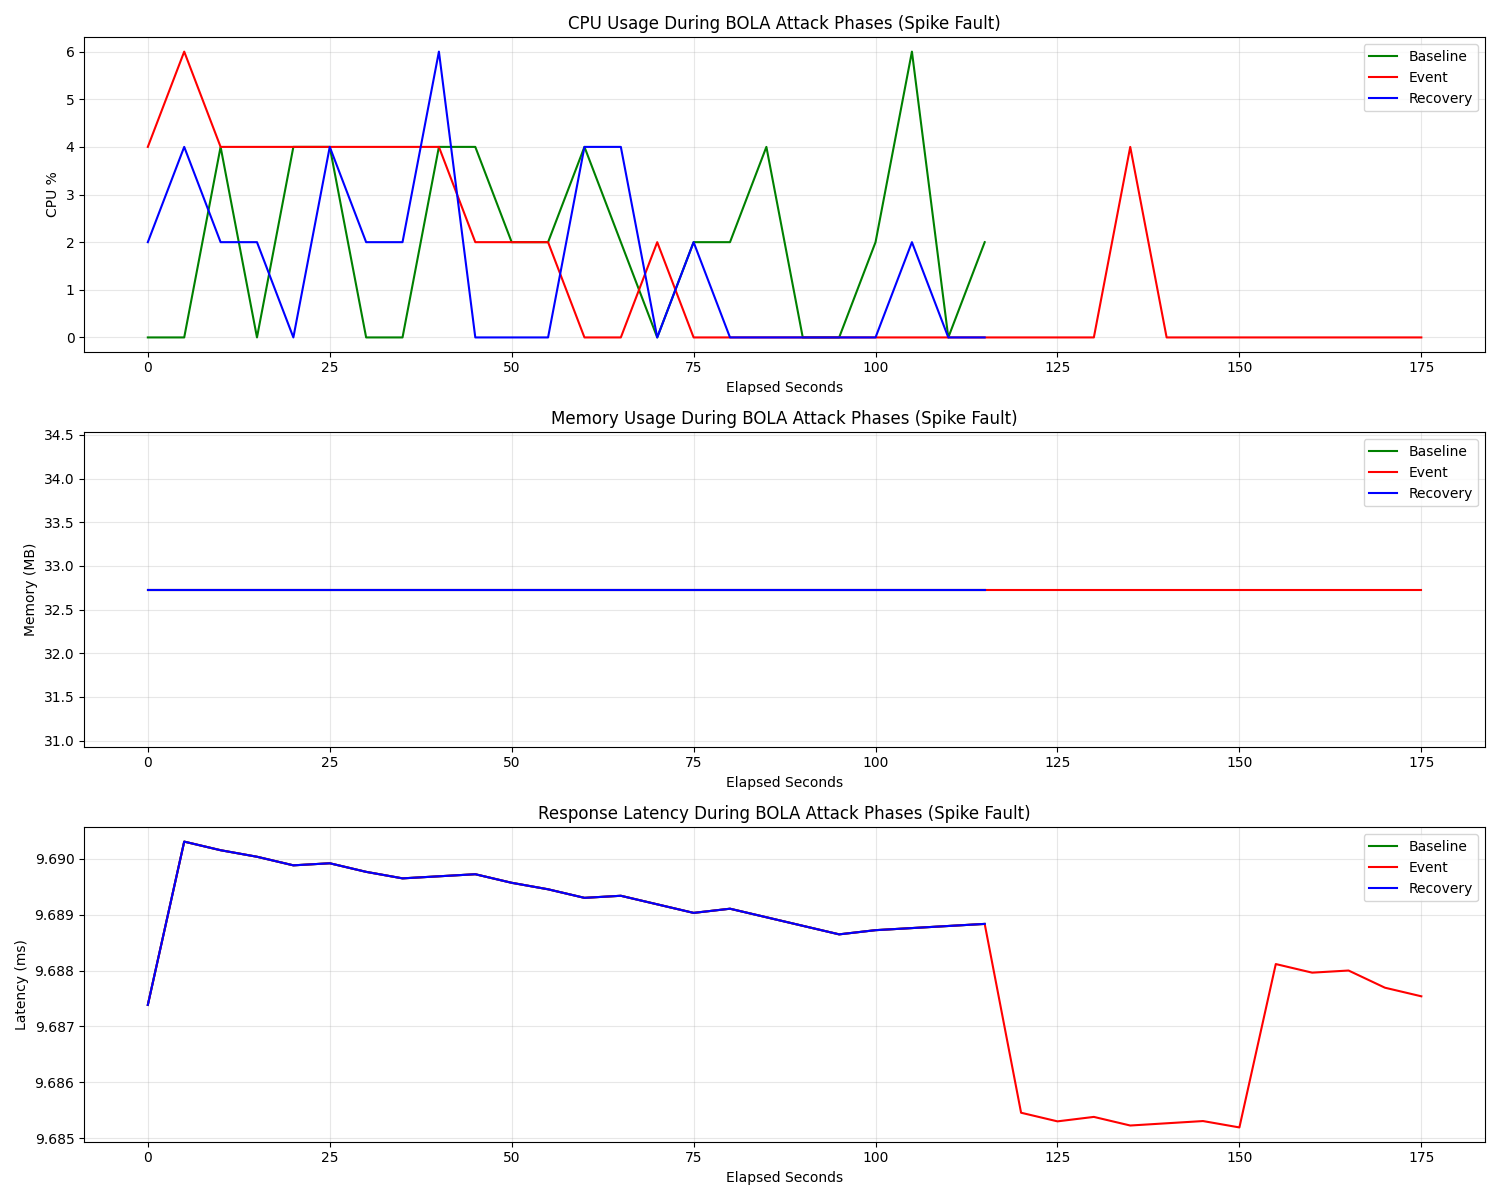 CPU Usage During BOLA Attack Phases (Spike Fault)
6
5
4
3
2
1
0
CPU %
Baseline
Event
Recovery
0 25 50 75 100 125 150 175
Elapsed Seconds
Memory Usage During BOLA Attack Phases (Spike Fault)
34.5
34.0
33.5
33.0
32.5
32.0
31.5
31.0
Memory (MB)
Baseline
Event
Recovery
0 25 50 75 100 125 150 175
Elapsed Seconds
Response Latency During BOLA Attack Phases (Spike Fault)
9.690
9.689
9.688
9.687
9.686
9.685
Latency (ms)
Baseline
Event
Recovery
0 25 50 75 100 125 150 175
Elapsed Seconds